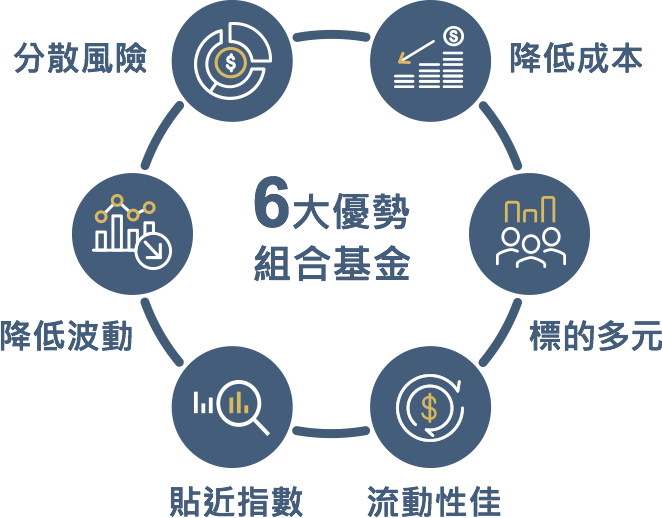 分散風險
降低成本
6大優勢
組合基金
降低波動
標的多元
貼近指數
流動性佳